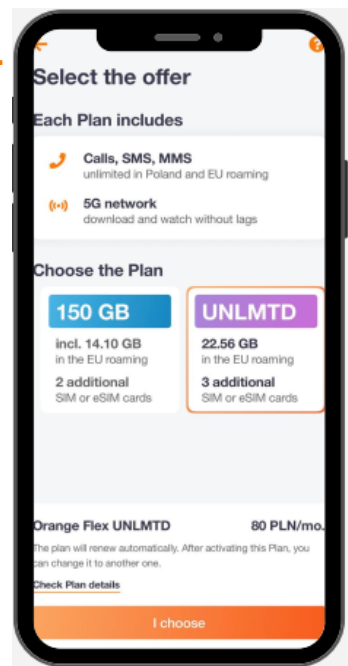 Select the offer
Each Plan includes
Calls, SMS, MMS
unlimited in Poland and EU roaming
5G network
download and watch without lags
Choose the Plan
150 GB
incl. 14.10 GB
in the EU roaming
2 additional
SIM or eSIM cards
UNLMTD
22.56 GB
in the EU roaming
3 additional
SIM or eSIM cards
Orange Flex UNLMTD 80 PLN/mo.
The plan will renew automatically. After activating this Plan, you
can change it to another one.
Check Plan details
I choose